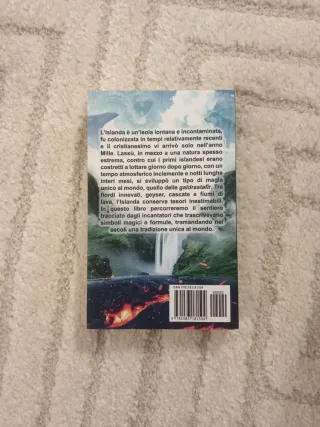 L'Islanda è un'isola lontana e incontaminata,
fu colonizzata in tempi relativamente recenti
e il cristianesimo vi arrivò solo nell'anno
Mille. Lassù, in mezzo a una natura spesso
estrema, contro cui i primi islandesi erano
costretti a lottare giorno dopo giorno, con un
tempo atmosferico inclemente e notti lunghe
interi mesi, si sviluppò un tipo di magia
unico al mondo, quello delle galdrastafir. Tra
fiordi innevati, geyser, cascate e fiumi di
lava, l'Islanda conserva tesori inestimabili.
In questo libro percorreremo il sentiero
tracciato dagli incantatori che trascrivevano
simboli magici e formule, tramandando nei
secoli una tradizione unica al mondo.